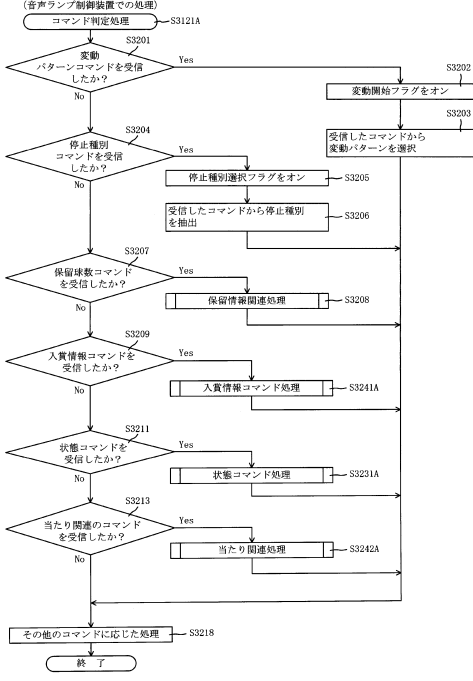 (音声ランプ制御装置での処理)
コマンド判定処理
S3121A
S3201
変動
パターンコマンドを受信
したか?
Yes
No
S3202
変動開始フラグをオン
S3203
受信したコマンドから
変動パターンを選択
S3204
停止種別
コマンドを受信
したか?
Yes
No
停止種別選択フラグをオン
S3205
受信したコマンドから停止種別
を抽出
S3206
S3207
保留球数コマンド
を受信したか?
Yes
No
保留情報関連処理
S3208
S3209
入賞情報コマンドを
受信したか?
Yes
No
入賞情報コマンド処理
S3241A
S3211
状態コマンドを
受信したか?
Yes
No
状態コマンド処理
S3231A
S3213
当たり関連のコマンド
を受信したか?
Yes
No
当たり関連処理
S3242A
その他のコマンドに応じた処理
S3218
終 了